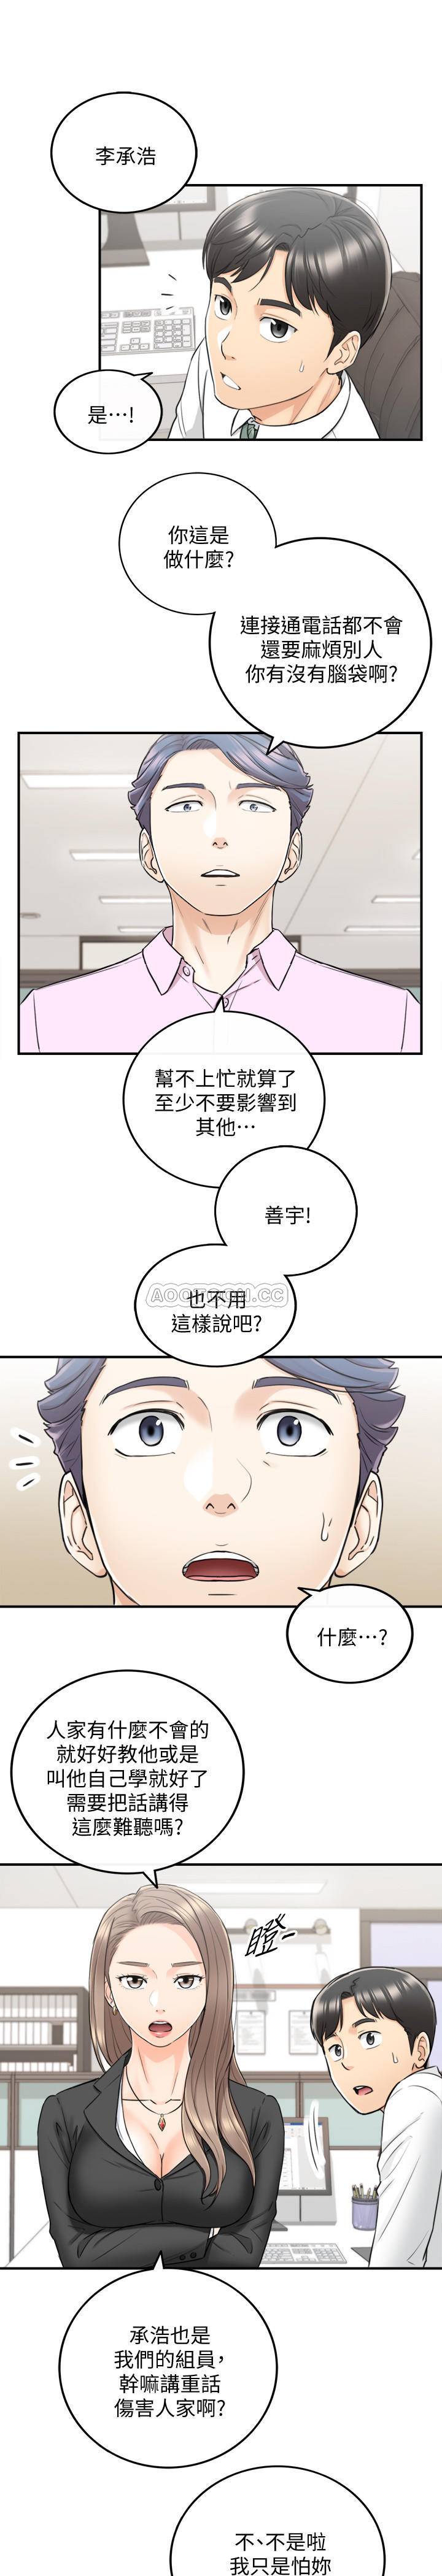 李承浩
是…!
你這是
做什麼?
連接通電話都不會
還要麻煩別人
你有沒有腦袋啊?
幫不上忙就算了
至少不要影響到
其他…
善宇!
也不用
這樣說吧?
什麼…?
人家有什麼不會的
就好好教他或是
叫他自己學就好了
需要把話講得
這麼難聽嗎?
瞪-
承浩也是
我們的組員,
幹嘛講重話
傷害人家啊?
不、不是啦
我只是怕妳